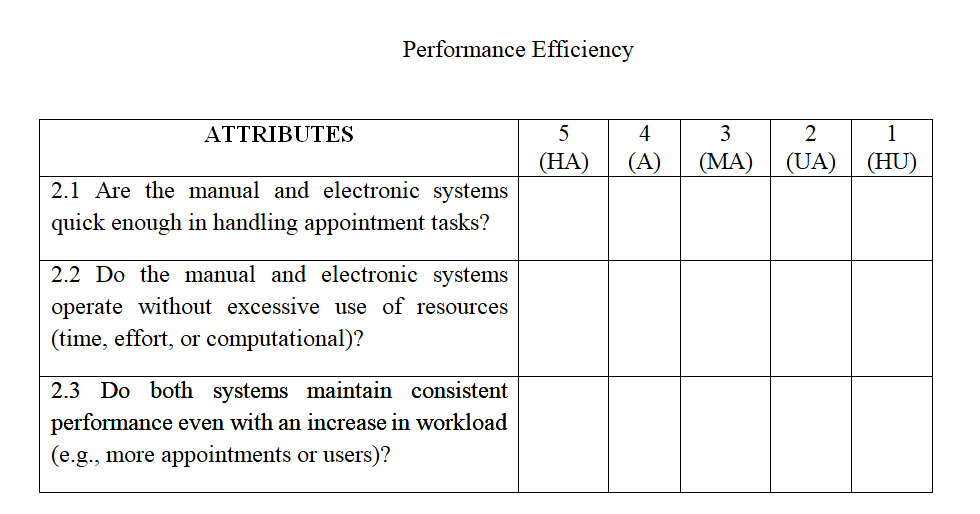 Performance Efficiency
ATTRIBUTES 5 4 3 2 1
(HA) (A) (MA) (UA) (HU)
2.1 Are the manual and electronic systems
quick enough in handling appointment tasks?
2.2 Do the manual and electronic systems
operate without excessive use of resources
(time, effort, or computational)?
2.3 Do both systems maintain consistent
performance even with an increase in workload
(e.g., more appointments or users)?